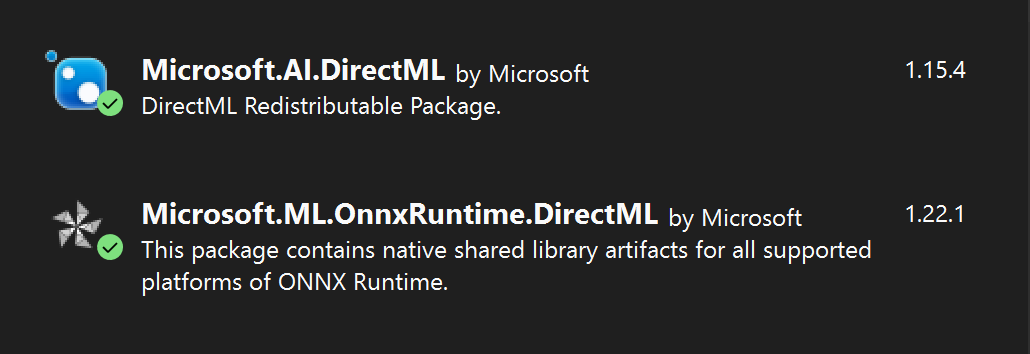 Microsoft.AI.DirectML by Microsoft 1.15.4
DirectML Redistributable Package.
Microsoft.ML.OnnxRuntime.DirectML by Microsoft 1.22.1
This package contains native shared library artifacts for all supported
platforms of ONNX Runtime.